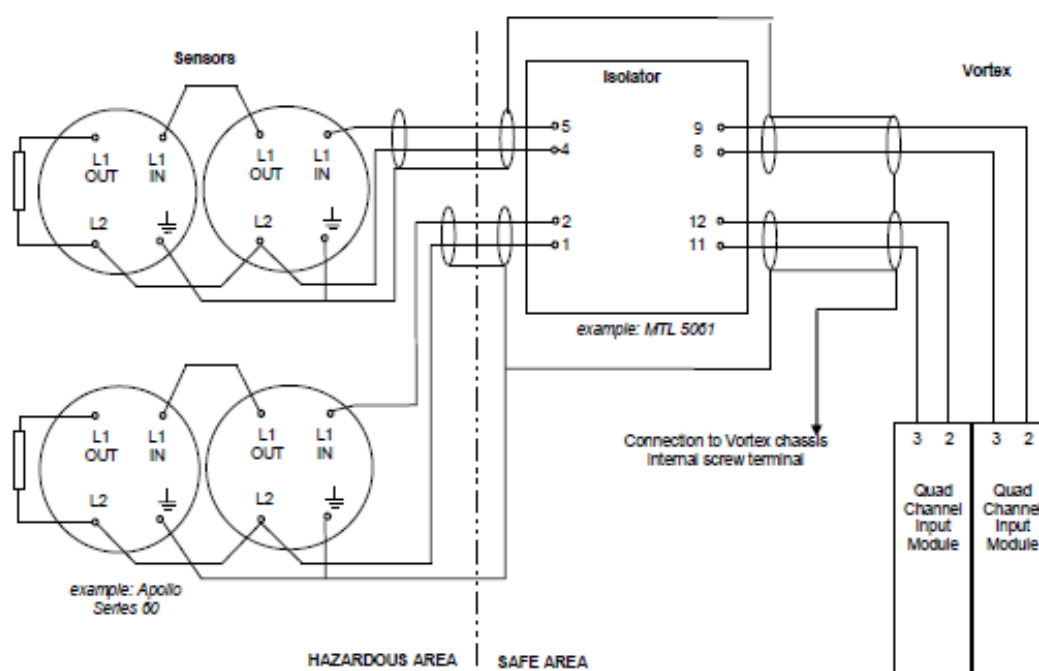 Sensors
Isolator
Vortex
L1
OUT
L1
IN
L1
OUT
L1
IN
L2
L2
5
4
2
1
9
8
12
11
example: MTL 5061
L1
OUT
L1
IN
L1
OUT
L1
IN
L2
L2
example: Apollo
Series 60
Connection to Vortex chassis
Internal screw terminal
3 2
3 2
Quad
Channel
Input
Module
Quad
Channel
Input
Module
HAZARDOUS AREA
SAFE AREA